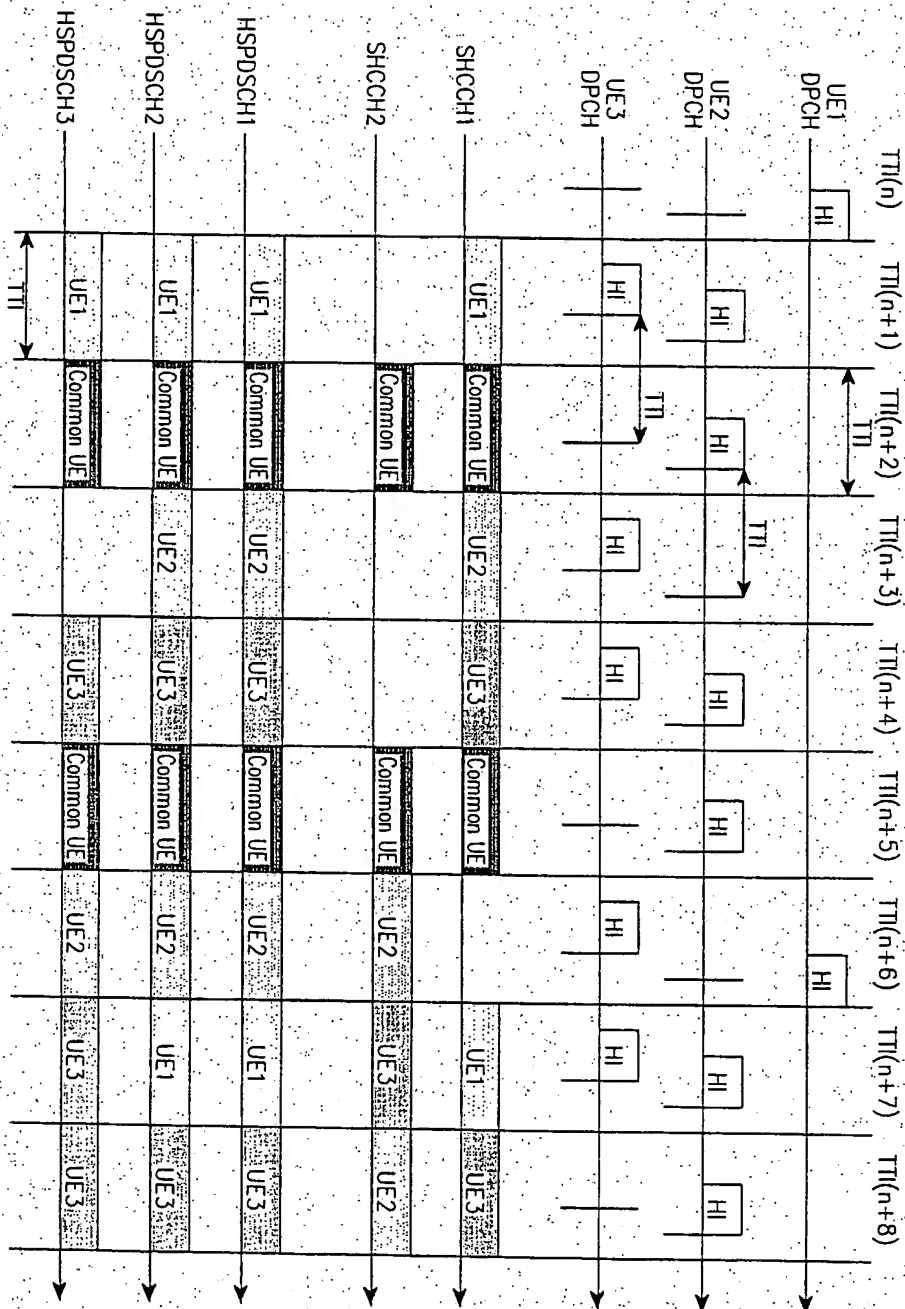 TTI(n) TTI(n+1) TTI(n+2) TTI(n+3) TTI(n+4) TTI(n+5) TTI(n+6) TTI(n+7) TTI(n+8)
TTI
UE1
DPCH
HI HI
TTI
UE2
DPCH
HI HI HI HI HI HI
TTI
UE3
DPCH
HI HI HI HI HI
SHCCH1 UE1 Common UE UE2 UE3 Common UE UE1 UE3
SHCCH2 Common UE Common UE UE2 UE3 UE2
HSPDSCH1 UE1 Common UE UE2 UE3 Common UE UE2 UE1 UE3
HSPDSCH2 UE1 Common UE UE2 UE3 Common UE UE2 UE1 UE3
HSPDSCH3 UE1 Common UE UE3 Common UE UE2 UE3 UE3
TTI